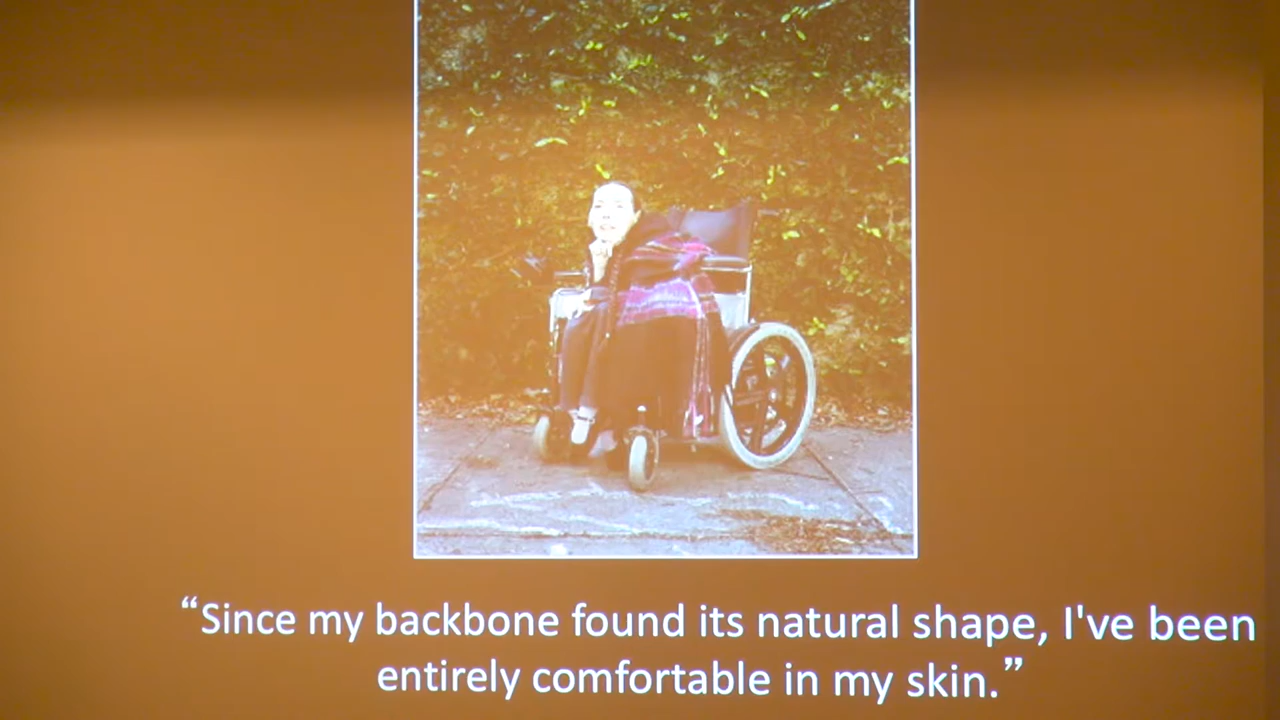 “Since my backbone found its natural shape, I've been
entirely comfortable in my skin.”